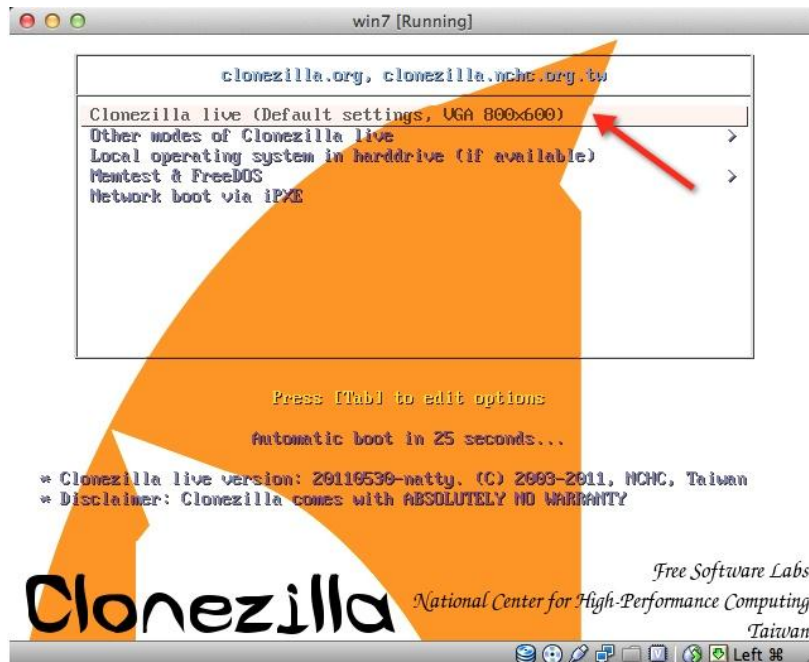 win7 [Running]
clonezilla.org, clonezilla.nchc.org.tw
Clonezilla live (Default settings, VGA 800x600)
Other modes of Clonezilla live >
Local operating system in harddrive (if available)
Memtest & FreeDOS >
Network boot via iPXE
Press [Tab] to edit options
Automatic boot in 25 seconds...
* Clonezilla live version: 20110530-natty. (C) 2003-2011, NCHC, Taiwan
* Disclaimer: Clonezilla comes with ABSOLUTELY NO WARRANTY
Free Software Labs
Clonezilla National Center for High-Performance Computing
Taiwan
Left ⌘